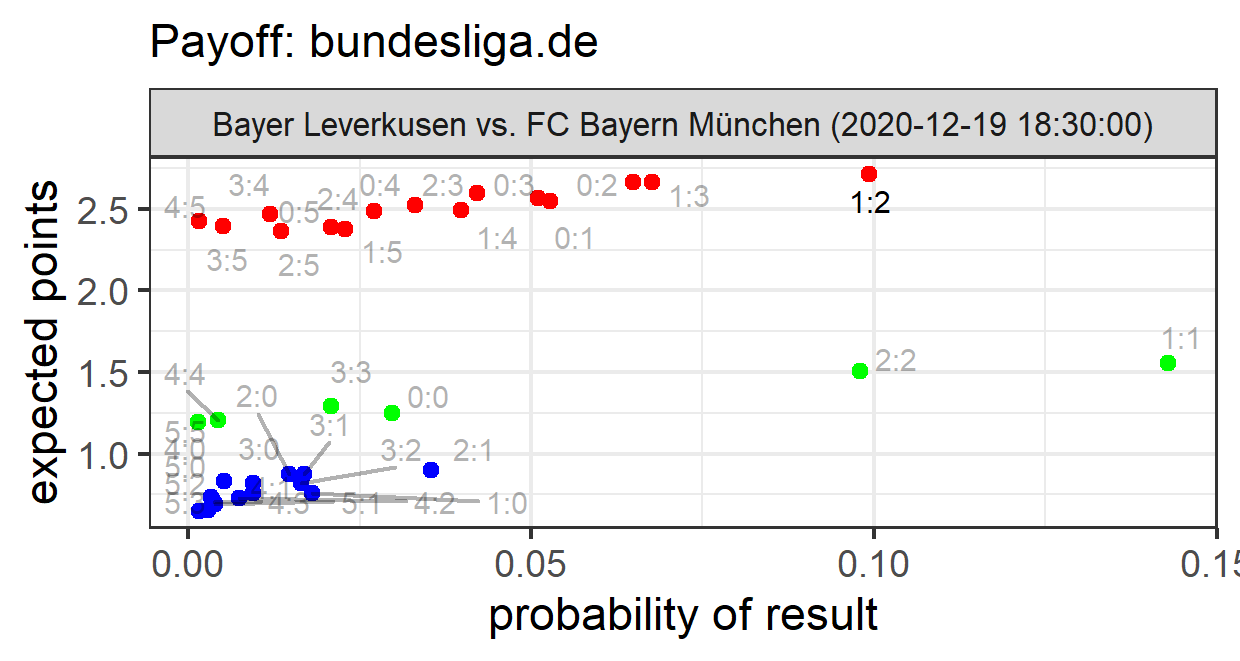 Payoff: bundesliga.de
Bayer Leverkusen vs. FC Bayern München (2020-12-19 18:30:00)
expected points
2.5
2.0
1.5
1.0
3:4 0:4 2:3 0:3 0:2 1:3
4:5 0:5 2:4 1:2
3:5 2:5 1:5 1:4 0:1
1:1
2:2
4:4 3:3
2:0 0:0
3:1
3:0 3:2 2:1
4:0
5:0
5:2
5:1 4:2 1:0
0.00 0.05 0.10
probability of result